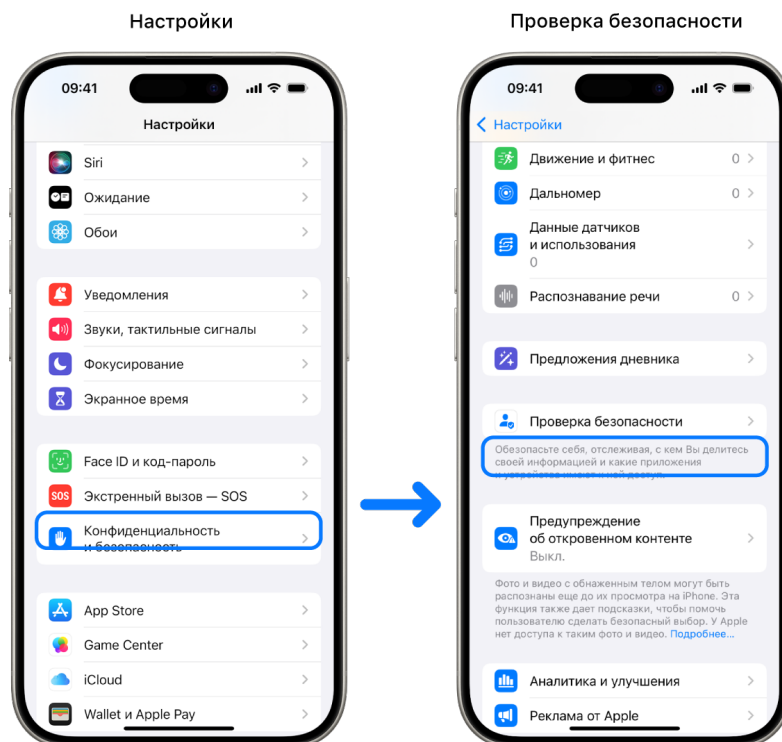 Настройки
Проверка безопасности
09:41
Настройки
Siri
Ожидание
Обои
Уведомления
Звуки, тактильные сигналы
Фокусирование
Экранное время
Face ID и код-пароль
SOS
Экстренный вызов — SOS
Конфиденциальность
и безопасность
App Store
Game Center
iCloud
Wallet и Apple Pay
09:41
Настройки
Движение и фитнес 0
Дальномер 0
Данные датчиков
и использования
0
Распознавание речи 0
Предложения дневника
Проверка безопасности
Обезопасьте себя, отслеживая, с кем Вы делитесь
своей информацией и какие приложения
и устройства имеют к ней доступ.
Предупреждение
об откровенном контенте
Выкл.
Фото и видео с обнаженным телом могут быть
распознаны еще до их просмотра на iPhone. Эта
функция также дает подсказки, чтобы помочь
пользователю сделать безопасный выбор. У Apple
нет доступа к таким фото и видео. Подробнее...
Аналитика и улучшения
Реклама от Apple